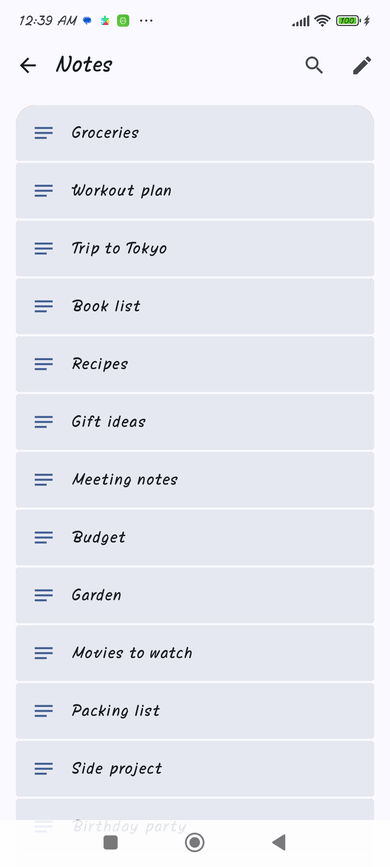 12:39 AM
100
Notes
Groceries
Workout plan
Trip to Tokyo
Book list
Recipes
Gift ideas
Meeting notes
Budget
Garden
Movies to watch
Packing list
Side project
Birthday party